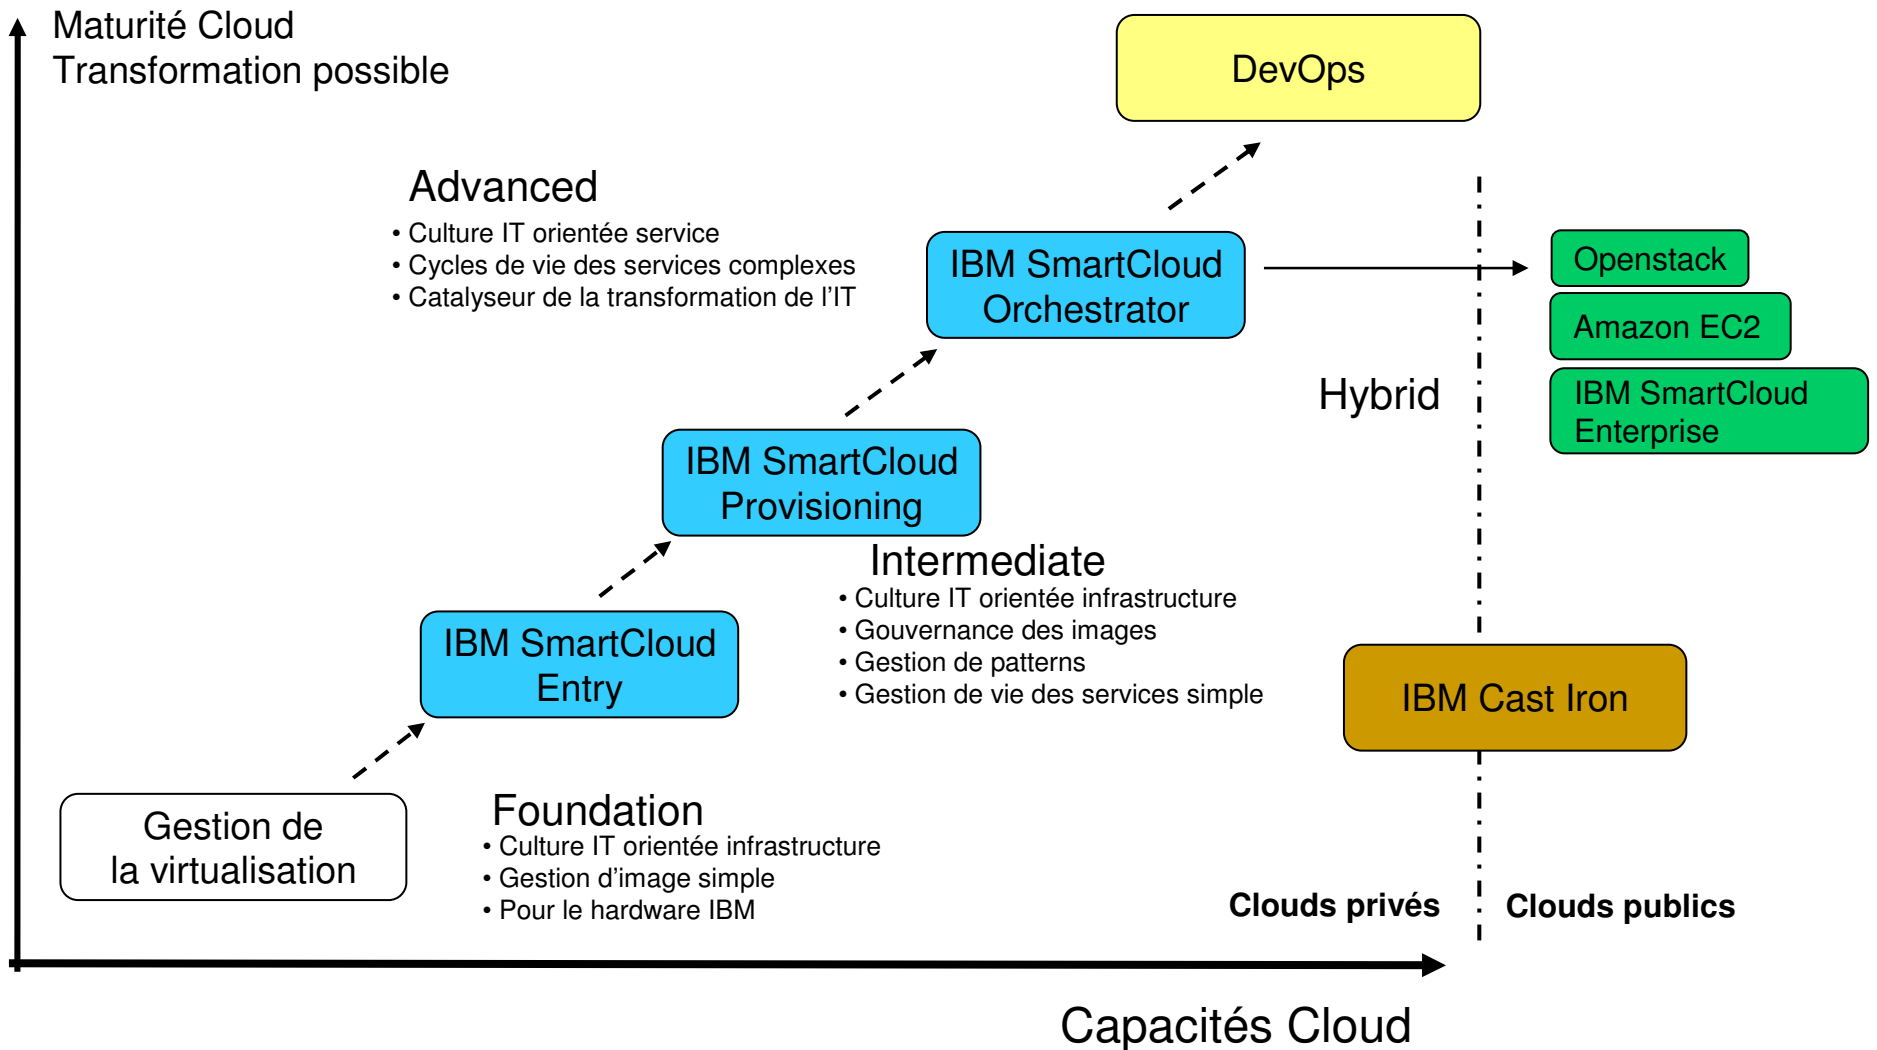 Maturité Cloud
Transformation possible
DevOps
Advanced
• Culture IT orientée service
• Cycles de vie des services complexes
• Catalyseur de la transformation de l’IT
IBM SmartCloud
Orchestrator
Openstack
Amazon EC2
IBM SmartCloud
Enterprise
Hybrid
IBM SmartCloud
Provisioning
Intermediate
• Culture IT orientée infrastructure
• Gouvernance des images
• Gestion de patterns
• Gestion de vie des services simple
IBM SmartCloud
Entry
IBM Cast Iron
Gestion de
la virtualisation
Foundation
• Culture IT orientée infrastructure
• Gestion d’image simple
• Pour le hardware IBM
Clouds privés
Clouds publics
Capacités Cloud